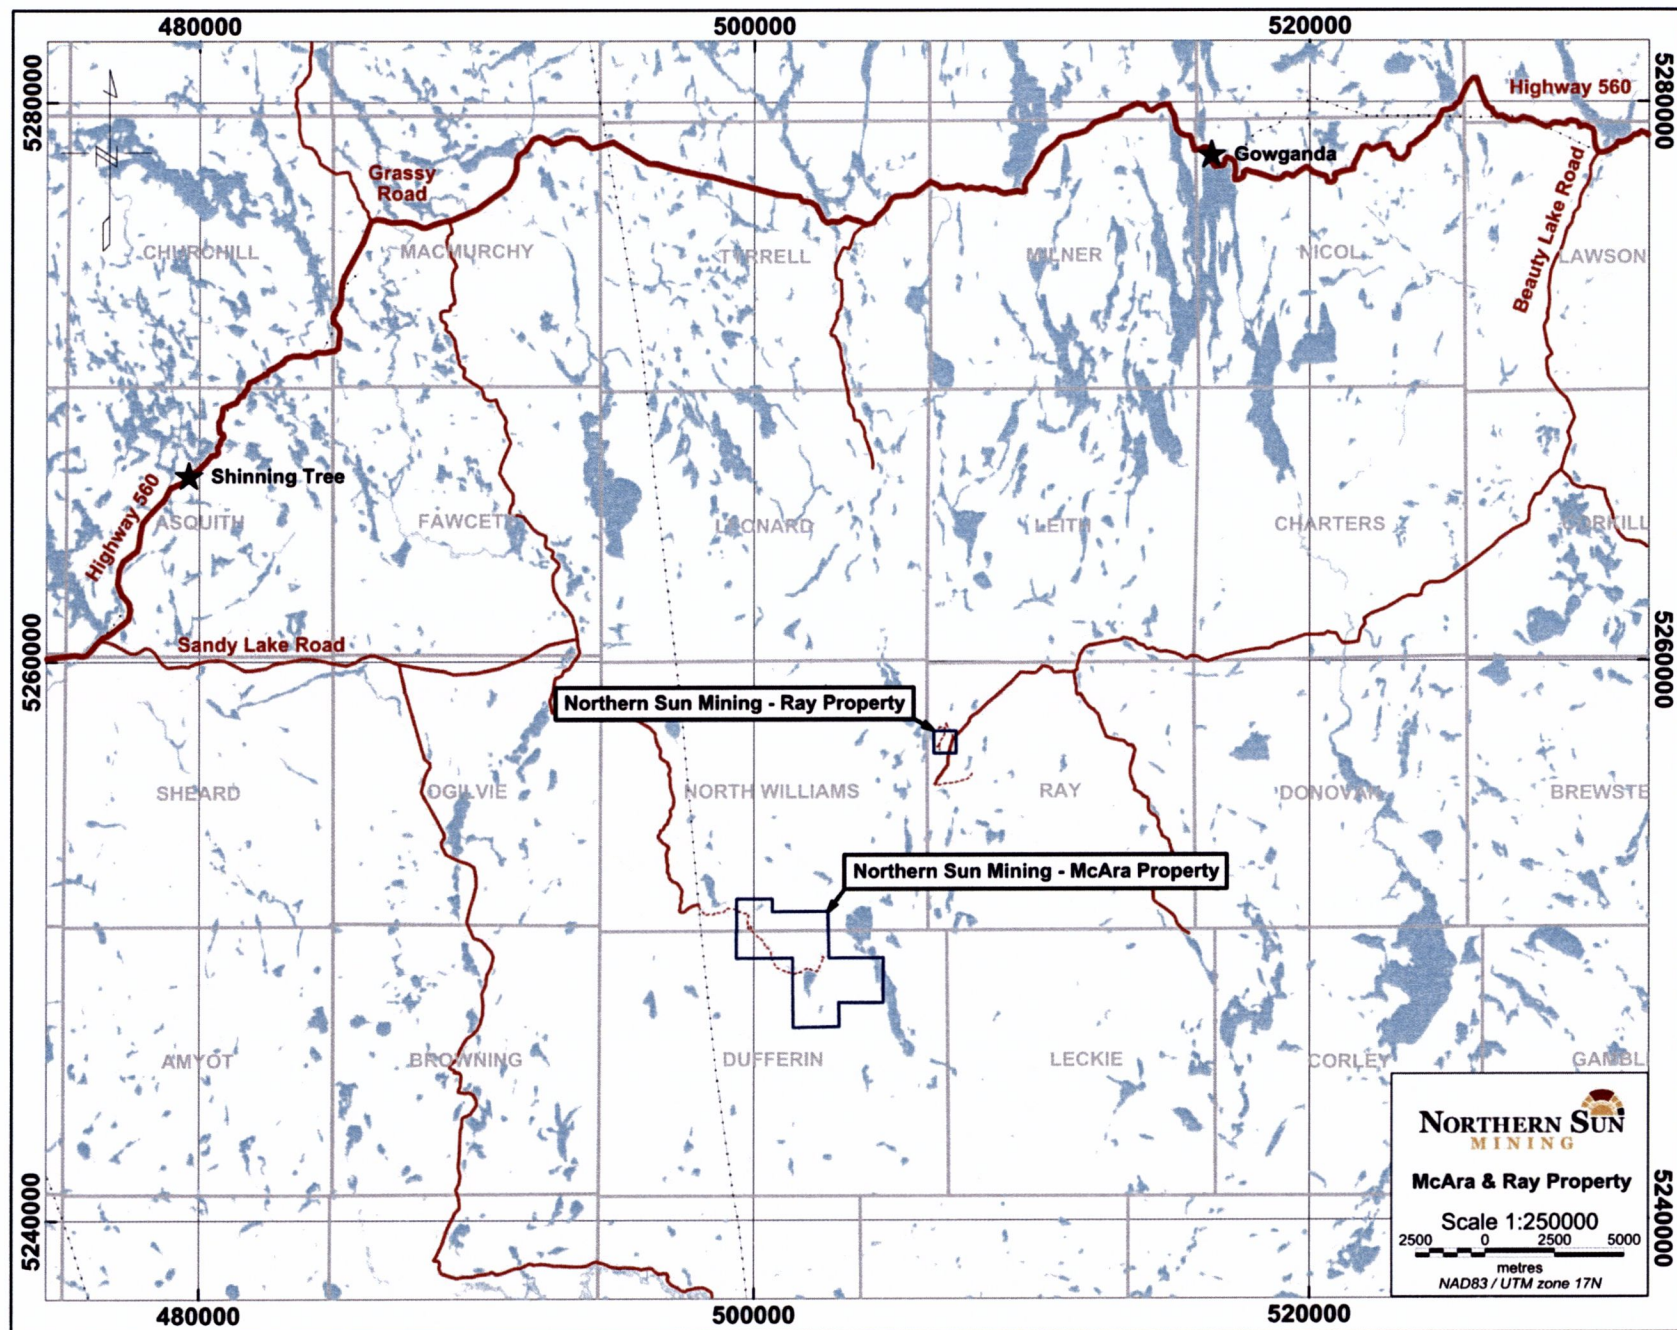 480000
500000
520000
5280000
5280000
Highway 560
Gowganda
Grassy
Road
Beauty Lake Road
CHURCHILL
MACMURCHY
TYRRELL
MILNER
NICOL
LAWSON
Shinning Tree
Highway 560
ASQUITH
FAWCETT
LEONARD
LEITH
CHARTERS
CORKILL
5260000
5260000
Sandy Lake Road
Northern Sun Mining - Ray Property
SHEARD
OGILVIE
NORTH WILLIAMS
RAY
DONOVAN
BREWSTE
Northern Sun Mining - McAra Property
AMYOT
BROWNING
DUFFERIN
LECKIE
CORLEY
GAMBL
5240000
5240000
NORTHERN SUN
MINING
McAra & Ray Property
Scale 1:250000
2500 0 2500 5000
metres
NAD83 / UTM zone 17N
480000
500000
520000